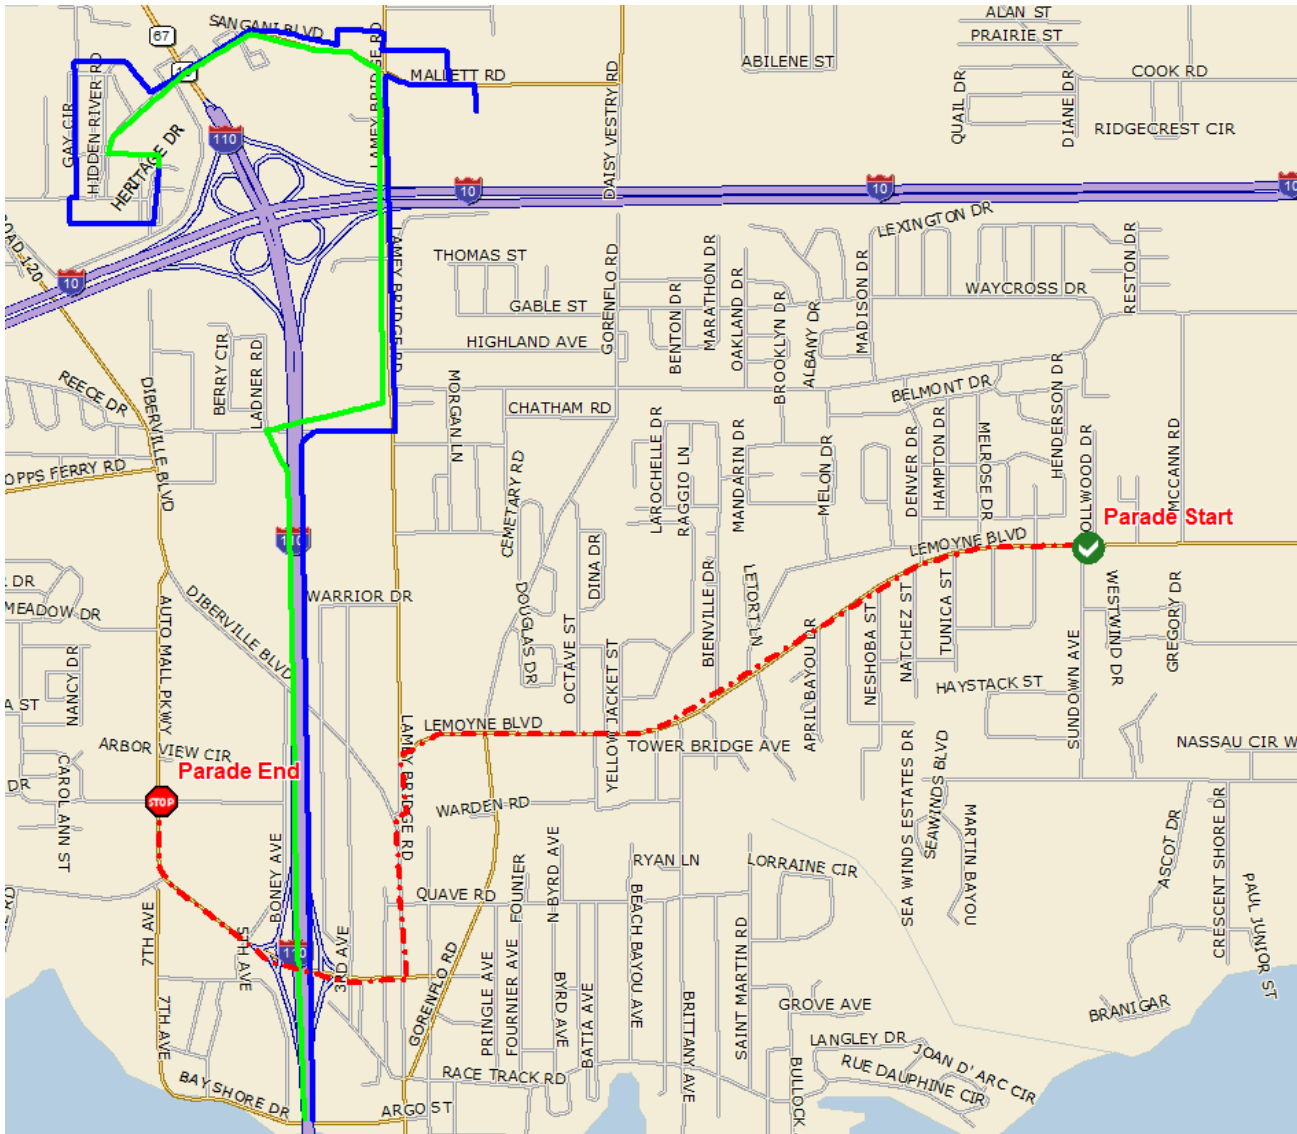 SANGANI BLVD
ALAN ST
67
PRAIRIE ST
ABILENE ST
COOK RD
MALLETT RD
LAMEY BRIDGE RD
DAISY VESTRY RD
QUAIL DR
DIANE DR
RIDGECREST CIR
GAY CIR
HIDDEN RIVER RD
HERITAGE DR
110
10
10
10
LEXINGTON DR
THOMAS ST
10
GABLE ST
WAYCROSS DR
RESTON DR
LAMEY BRIDGE RD
GORENFLO RD
BENTON DR
MARATHON DR
OAKLAND DR
BROOKLYN DR
ALBANY DR
MADISON DR
HIGHLAND AVE
REECE DR
DIBERVILLE BLVD
BERRY CIR
LADNER RD
MORGAN LN
CHATHAM RD
BELMONT DR
HENDERSON DR
OPPS FERRY RD
CEMETARY RD
LAROCHELLE DR
RAGGIO LN
MANDARIN DR
MELON DR
DENVER DR
HAMPTON DR
MELROSE DR
OLLWOOD DR
MCCANN RD
Parade Start
110
LEMOYNE BLVD
DR
MEADOW DR
AUTO MALL PKWY
DIBERVILLE BLVD
WARRIOR DR
DOUGLAS DR
DINA DR
OCTAVE ST
YELLOW JACKET ST
BIENVILLE DR
LETORT LN
APRIL BAYOU DR
NESHOBA ST
NATCHEZ ST
TUNICA ST
WESTWIND DR
GREGORY DR
SUNDOWN AVE
HAYSTACK ST
NANCY DR
A ST
LEMOYNE BLVD
TOWER BRIDGE AVE
NASSAU CIR W
ARBOR VIEW CIR
Parade End
DR
CAROL ANN ST
STOP
LAMEY BRIDGE RD
WARDEN RD
SEA WINDS ESTATES DR
SEAWINDS BLVD
MARTIN BAYOU
ASCOT DR
CRESCENT SHORE DR
PAUL JUNIOR ST
RYAN LN
LORRAINE CIR
QUAVE RD
BONEY AVE
5TH AVE
7TH AVE
110
3RD AVE
GORENFLO RD
FOUNIER
N BYRD AVE
BEACH BAYOU AVE
PRINGLE AVE
FOURNIER AVE
BYRD AVE
BATIA AVE
BRITTANY AVE
SAINT MARTIN RD
GROVE AVE
BRANIGAR
7TH AVE
LANGLEY DR
JOAN D' ARC CIR
RUE DAUPHINE CIR
BULLOCK
BAY SHORE DR
RACE TRACK RD
ARGO ST